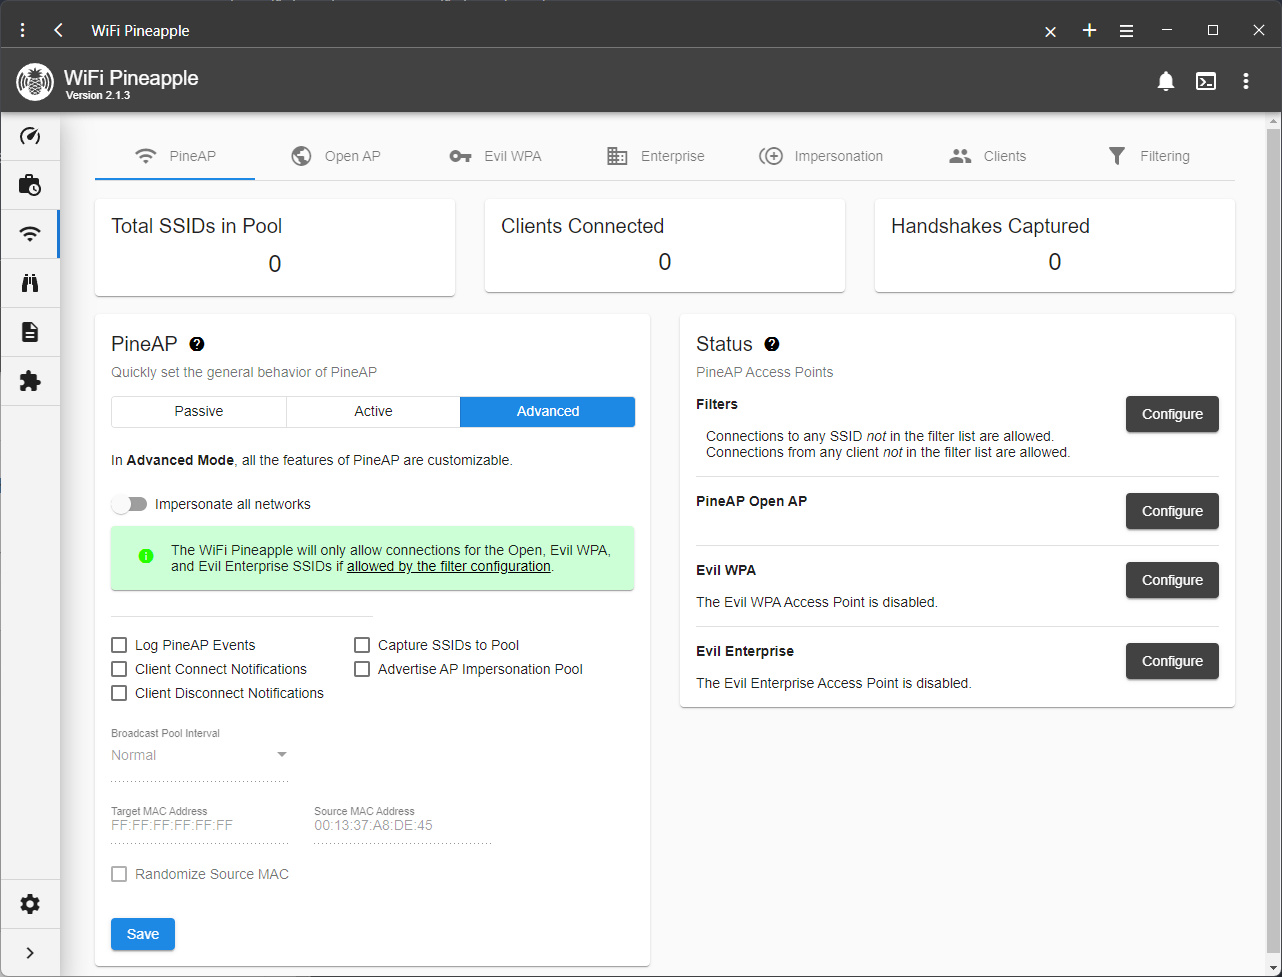 WiFi Pineapple
WiFi Pineapple
Version 2.1.3
PineAP
Open AP
Evil WPA
Enterprise
Impersonation
Clients
Filtering
Total SSIDs in Pool
0
Clients Connected
0
Handshakes Captured
0
PineAP
Quickly set the general behavior of PineAP
Passive
Active
Advanced
In Advanced Mode, all the features of PineAP are customizable.
Impersonate all networks
The WiFi Pineapple will only allow connections for the Open, Evil WPA,
and Evil Enterprise SSIDs if allowed by the filter configuration.
Log PineAP Events
Capture SSIDs to Pool
Client Connect Notifications
Advertise AP Impersonation Pool
Client Disconnect Notifications
Broadcast Pool Interval
Normal
Target MAC Address
FF:FF:FF:FF:FF:FF
Source MAC Address
00:13:37:A8:DE:45
Randomize Source MAC
Save
Status
PineAP Access Points
Filters
Configure
Connections to any SSID not in the filter list are allowed.
Connections from any client not in the filter list are allowed.
PineAP Open AP
Configure
Evil WPA
Configure
The Evil WPA Access Point is disabled.
Evil Enterprise
Configure
The Evil Enterprise Access Point is disabled.